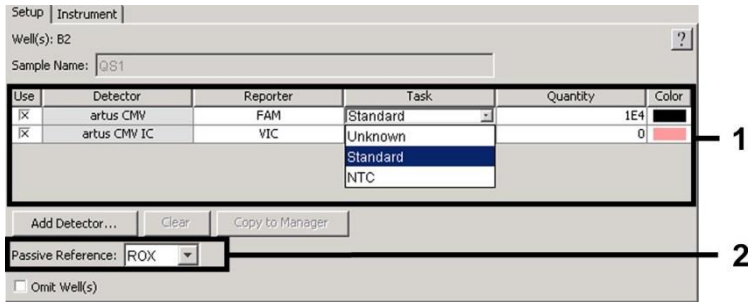 Setup Instrument
Well(s): B2 ?
Sample Name: QS1
Use Detector Reporter Task Quantity Color
artus CMV FAM Standard 1E4
artus CMV IC VIC Unknown 0
Standard
NTC
1
Add Detector... Clear Copy to Manager
Passive Reference: ROX 2
Omit Well(s)